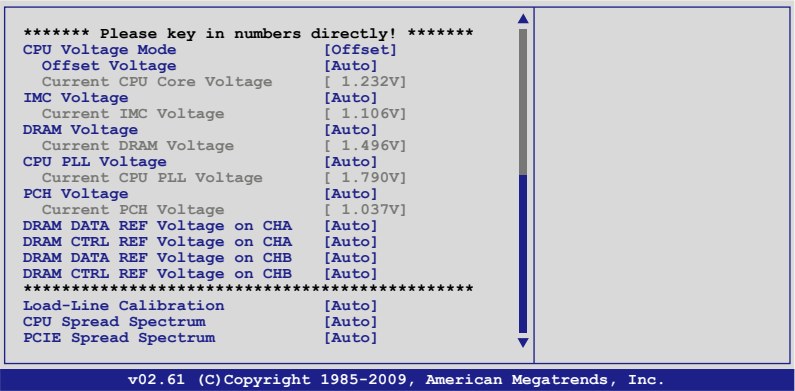 ******* Please key in numbers directly! *******
CPU Voltage Mode [Offset]
Offset Voltage [Auto]
Current CPU Core Voltage [ 1.232V]
IMC Voltage [Auto]
Current IMC Voltage [ 1.106V]
DRAM Voltage [Auto]
Current DRAM Voltage [ 1.496V]
CPU PLL Voltage [Auto]
Current CPU PLL Voltage [ 1.790V]
PCH Voltage [Auto]
Current PCH Voltage [ 1.037V]
DRAM DATA REF Voltage on CHA [Auto]
DRAM CTRL REF Voltage on CHA [Auto]
DRAM DATA REF Voltage on CHB [Auto]
DRAM CTRL REF Voltage on CHB [Auto]
***********************************************
Load-Line Calibration [Auto]
CPU Spread Spectrum [Auto]
PCIE Spread Spectrum [Auto]
v02.61 (C)Copyright 1985-2009, American Megatrends, Inc.